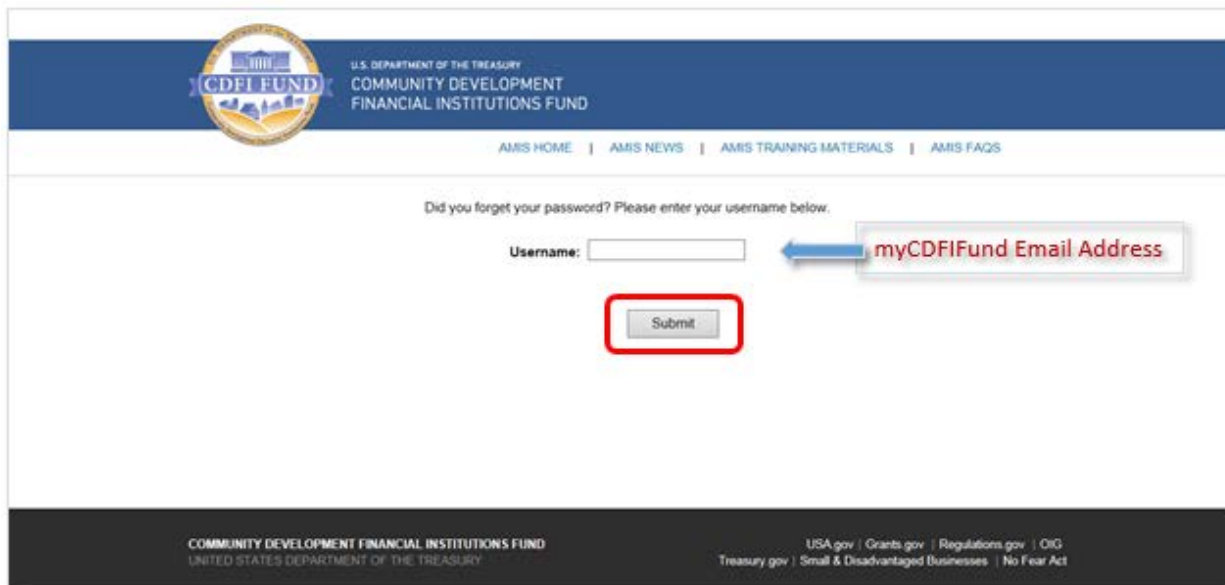 CDFI FUND
U.S. DEPARTMENT OF THE TREASURY
COMMUNITY DEVELOPMENT
FINANCIAL INSTITUTIONS FUND
AMIS HOME | AMIS NEWS | AMIS TRAINING MATERIALS | AMIS FAQS
Did you forget your password? Please enter your username below.
Username:
myCDFIFund Email Address
Submit
COMMUNITY DEVELOPMENT FINANCIAL INSTITUTIONS FUND
UNITED STATES DEPARTMENT OF THE TREASURY
USA.gov | Grants.gov | Regulations.gov | OIG
Treasury.gov | Small & Disadvantaged Businesses | No Fear Act